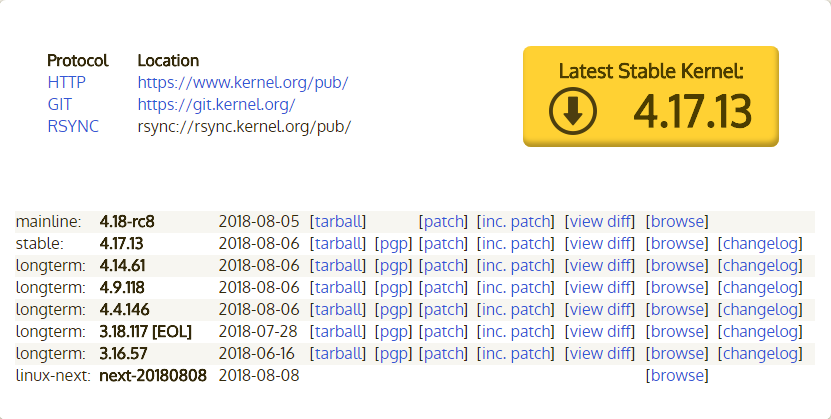 Protocol Location
HTTP https://www.kernel.org/pub/
GIT https://git.kernel.org/
RSYNC rsync://rsync.kernel.org/pub/
Latest Stable Kernel:
4.17.13
mainline: 4.18-rc8 2018-08-05 [tarball] [patch] [inc. patch] [view diff] [browse]
stable: 4.17.13 2018-08-06 [tarball] [pgp] [patch] [inc. patch] [view diff] [browse] [changelog]
longterm: 4.14.61 2018-08-06 [tarball] [pgp] [patch] [inc. patch] [view diff] [browse] [changelog]
longterm: 4.9.118 2018-08-06 [tarball] [pgp] [patch] [inc. patch] [view diff] [browse] [changelog]
longterm: 4.4.146 2018-08-06 [tarball] [pgp] [patch] [inc. patch] [view diff] [browse] [changelog]
longterm: 3.18.117 [EOL] 2018-07-28 [tarball] [pgp] [patch] [inc. patch] [view diff] [browse] [changelog]
longterm: 3.16.57 2018-06-16 [tarball] [pgp] [patch] [inc. patch] [view diff] [browse] [changelog]
linux-next: next-20180808 2018-08-08 [browse]